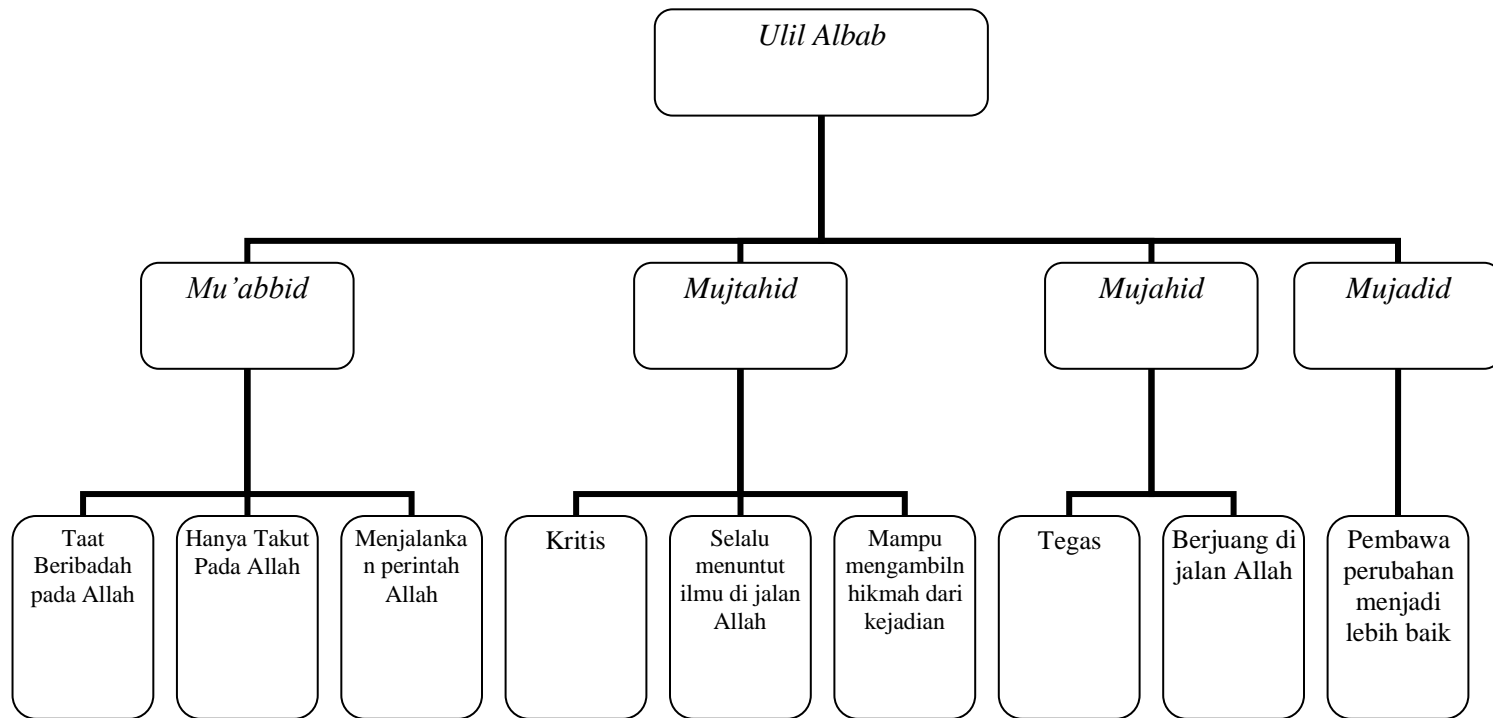 Ulil Albab
Mu’abbid
Mujtahid
Mujahid
Mujadid
Taat
Beribadah
pada Allah
Hanya Takut
Pada Allah
Menjalanka
n perintah
Allah
Kritis
Selalu
menuntut
ilmu di jalan
Allah
Mampu
mengambiln
hikmah dari
kejadian
Tegas
Berjuang di
jalan Allah
Pembawa
perubahan
menjadi
lebih baik